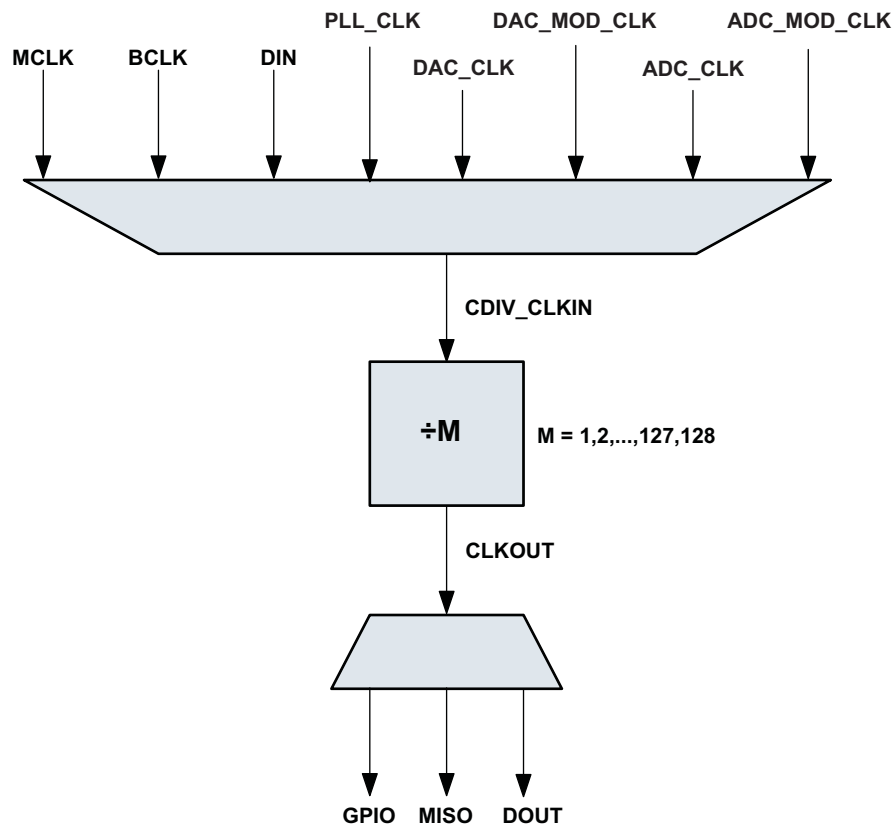 PLL_CLK DAC_MOD_CLK ADC_MOD_CLK
MCLK BCLK DIN DAC_CLK ADC_CLK
CDIV_CLKIN
÷M
M = 1,2,...,127,128
CLKOUT
GPIO MISO DOUT